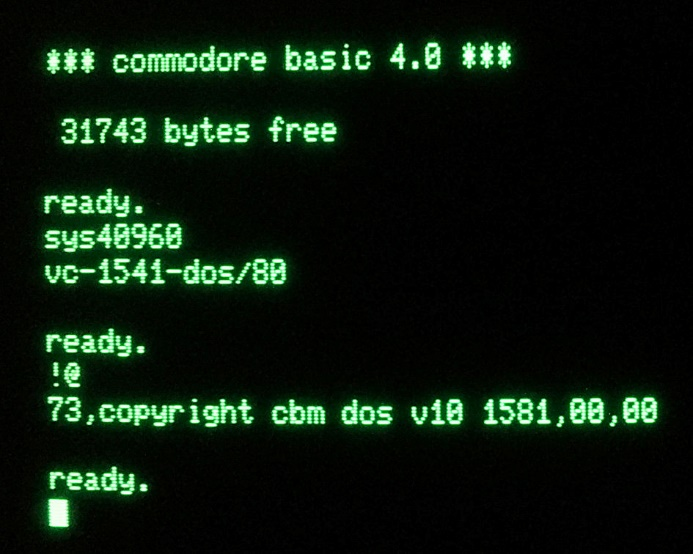 *** commodore basic 4.0 ***
31743 bytes free
ready.
sys40960
vc-1541-dos/80
ready.
!@
73,copyright cbm dos v10 1581,00,00
ready.